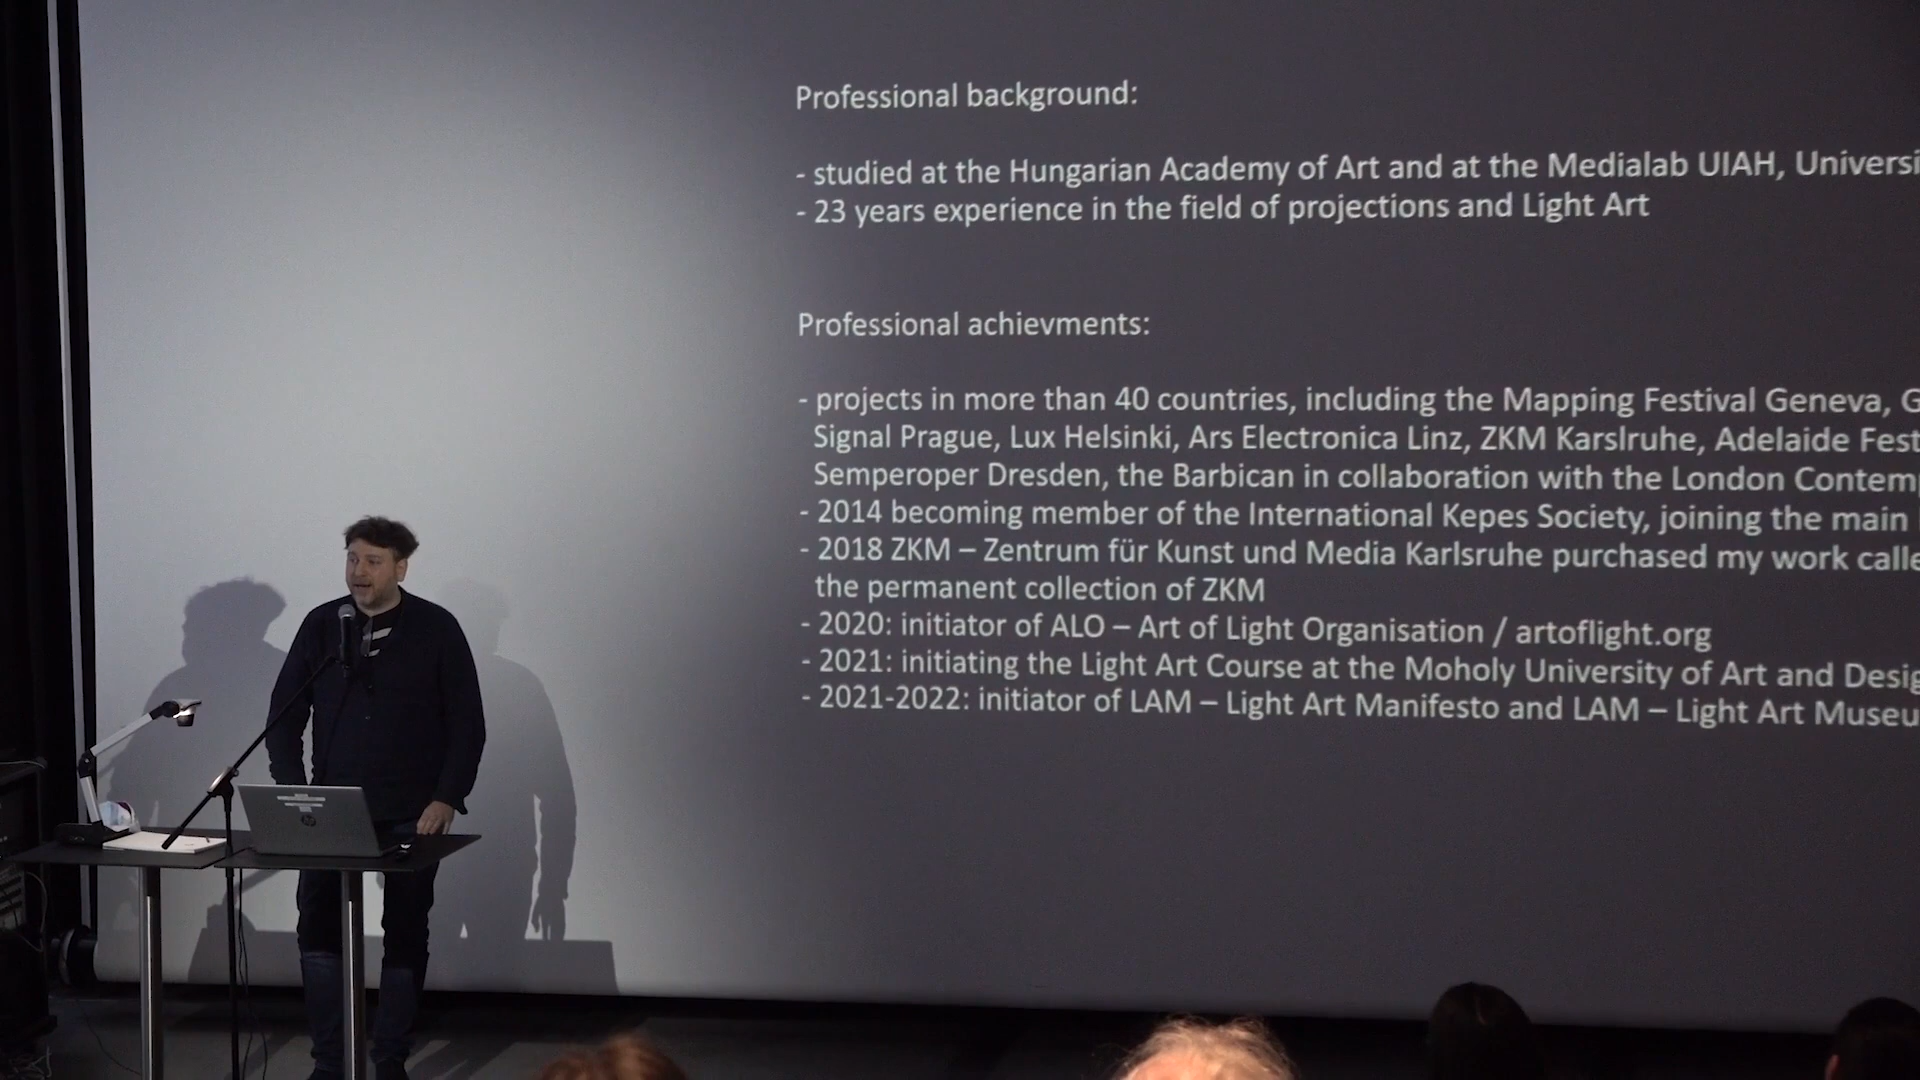 Professional background:
- studied at the Hungarian Academy of Art and at the Medialab UIAH, Universi
- 23 years experience in the field of projections and Light Art
Professional achievments:
- projects in more than 40 countries, including the Mapping Festival Geneva, G
Signal Prague, Lux Helsinki, Ars Electronica Linz, ZKM Karslruhe, Adelaide Fest
Semperoper Dresden, the Barbican in collaboration with the London Contemp
- 2014 becoming member of the International Kepes Society, joining the main
- 2018 ZKM – Zentrum für Kunst und Media Karlsruhe purchased my work calle
the permanent collection of ZKM
- 2020: initiator of ALO – Art of Light Organisation / artoflight.org
- 2021: initiating the Light Art Course at the Moholy University of Art and Desig
- 2021-2022: initiator of LAM – Light Art Manifesto and LAM – Light Art Museu
hp